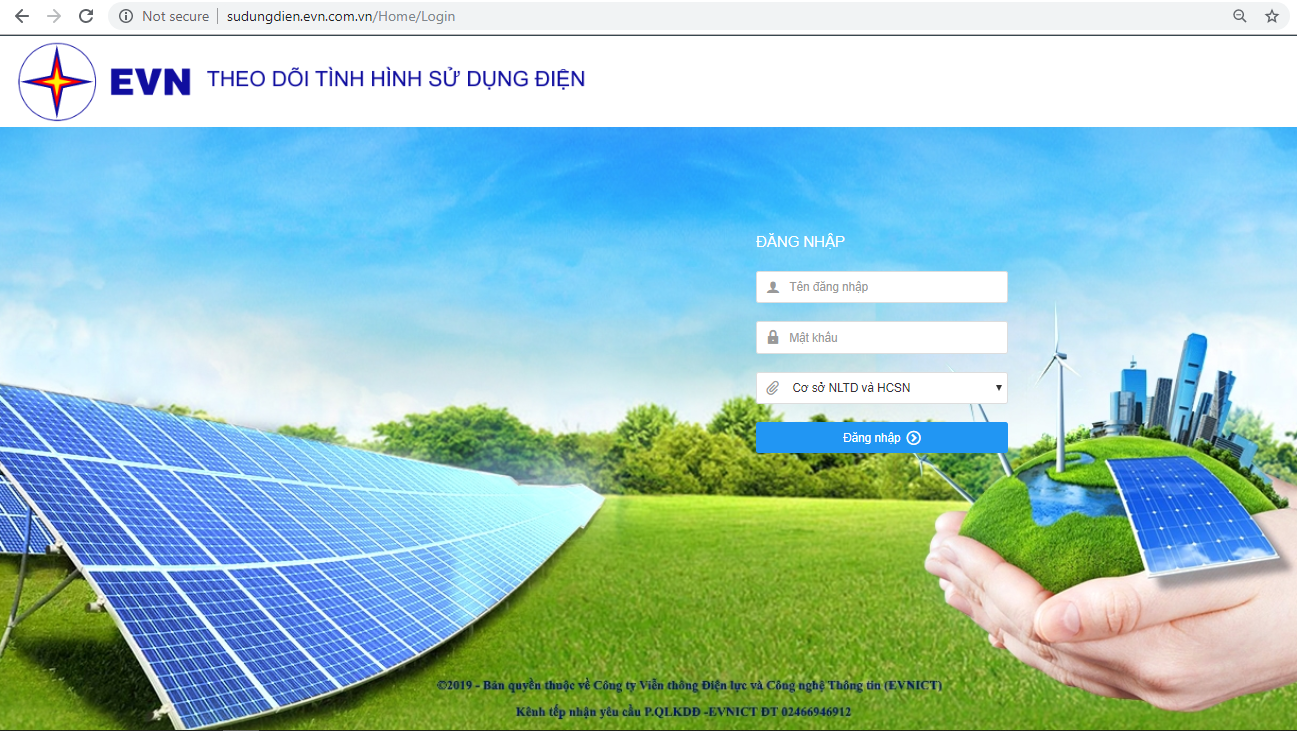 Not secure | sudungdien.evn.com.vn/Home/Login
EVN THEO DÕI TÌNH HÌNH SỬ DỤNG ĐIỆN
ĐĂNG NHẬP
Tên đăng nhập
Mật khẩu
Cơ sở NLTD và HCSN
Đăng nhập
©2019 - Bản quyền thuộc về Công ty Viễn thông Điện lực và Công nghệ Thông tin (EVNICT)
Kênh tếp nhận yêu cầu P.QLKDĐ -EVNICT ĐT 02466946912